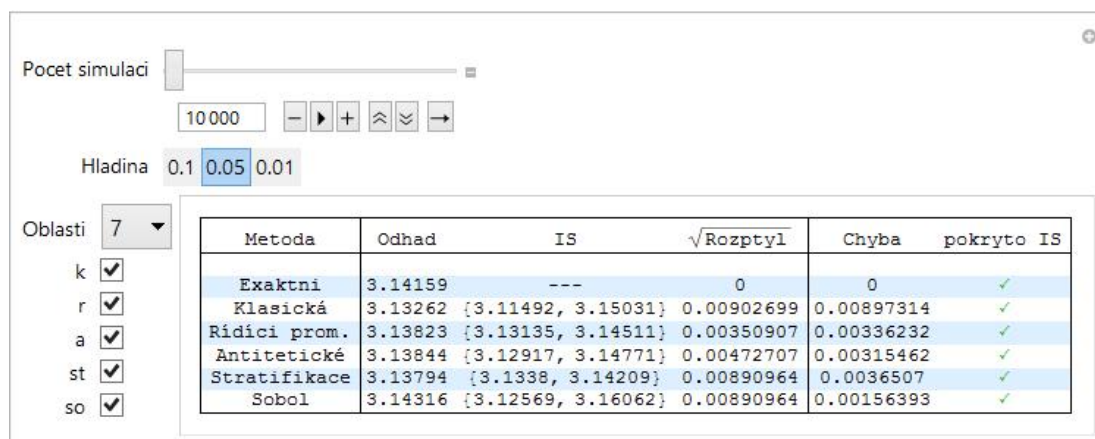 Pocet simulaci
10 000
Hladina 0.1 0.05 0.01
Oblasti 7
k
r
a
st
so
Metoda Odhad IS √Rozptyl Chyba pokryto IS
Exaktni 3.14159 --- 0 0 ✓
Klasická 3.13262 {3.11492, 3.15031} 0.00902699 0.00897314 ✓
Rídíci prom. 3.13823 {3.13135, 3.14511} 0.00350907 0.00336232 ✓
Antitetické 3.13844 {3.12917, 3.14771} 0.00472707 0.00315462 ✓
Stratifikace 3.13794 {3.1338, 3.14209} 0.00890964 0.0036507 ✓
Sobol 3.14316 {3.12569, 3.16062} 0.00890964 0.00156393 ✓